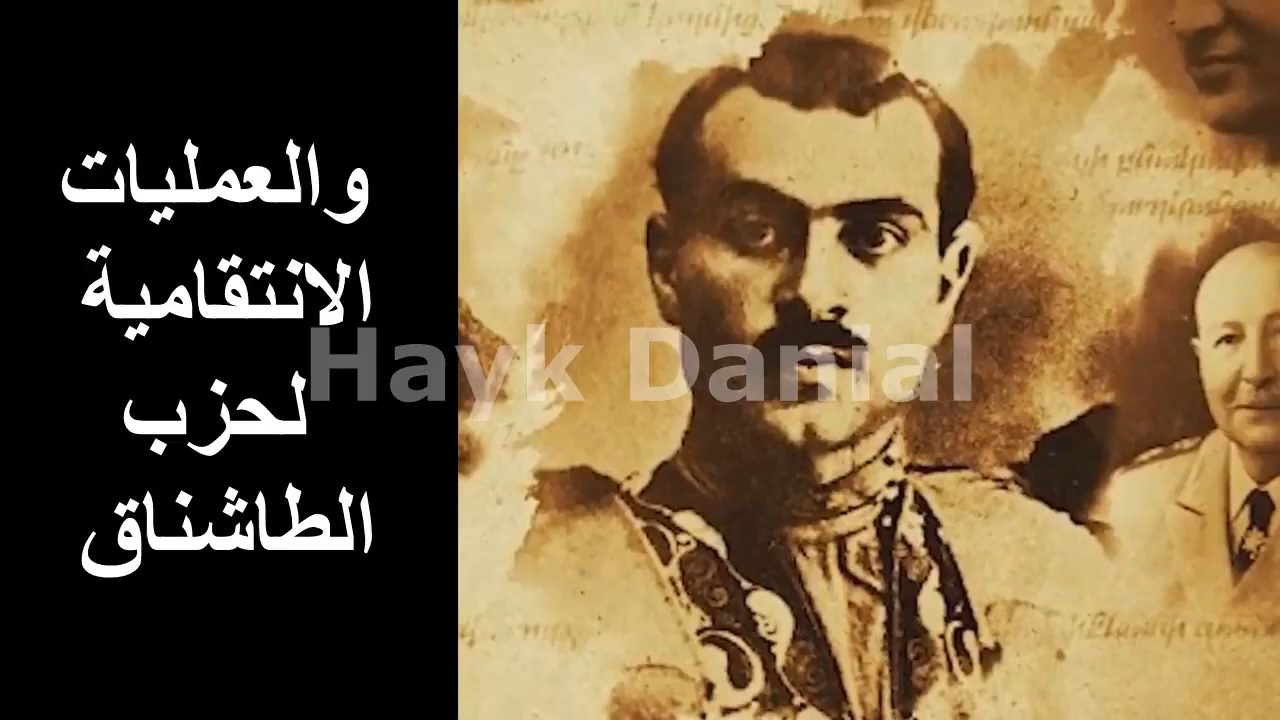 والعمليات
الانتقامية
لحزب
الطاشناق
Hayk Danial